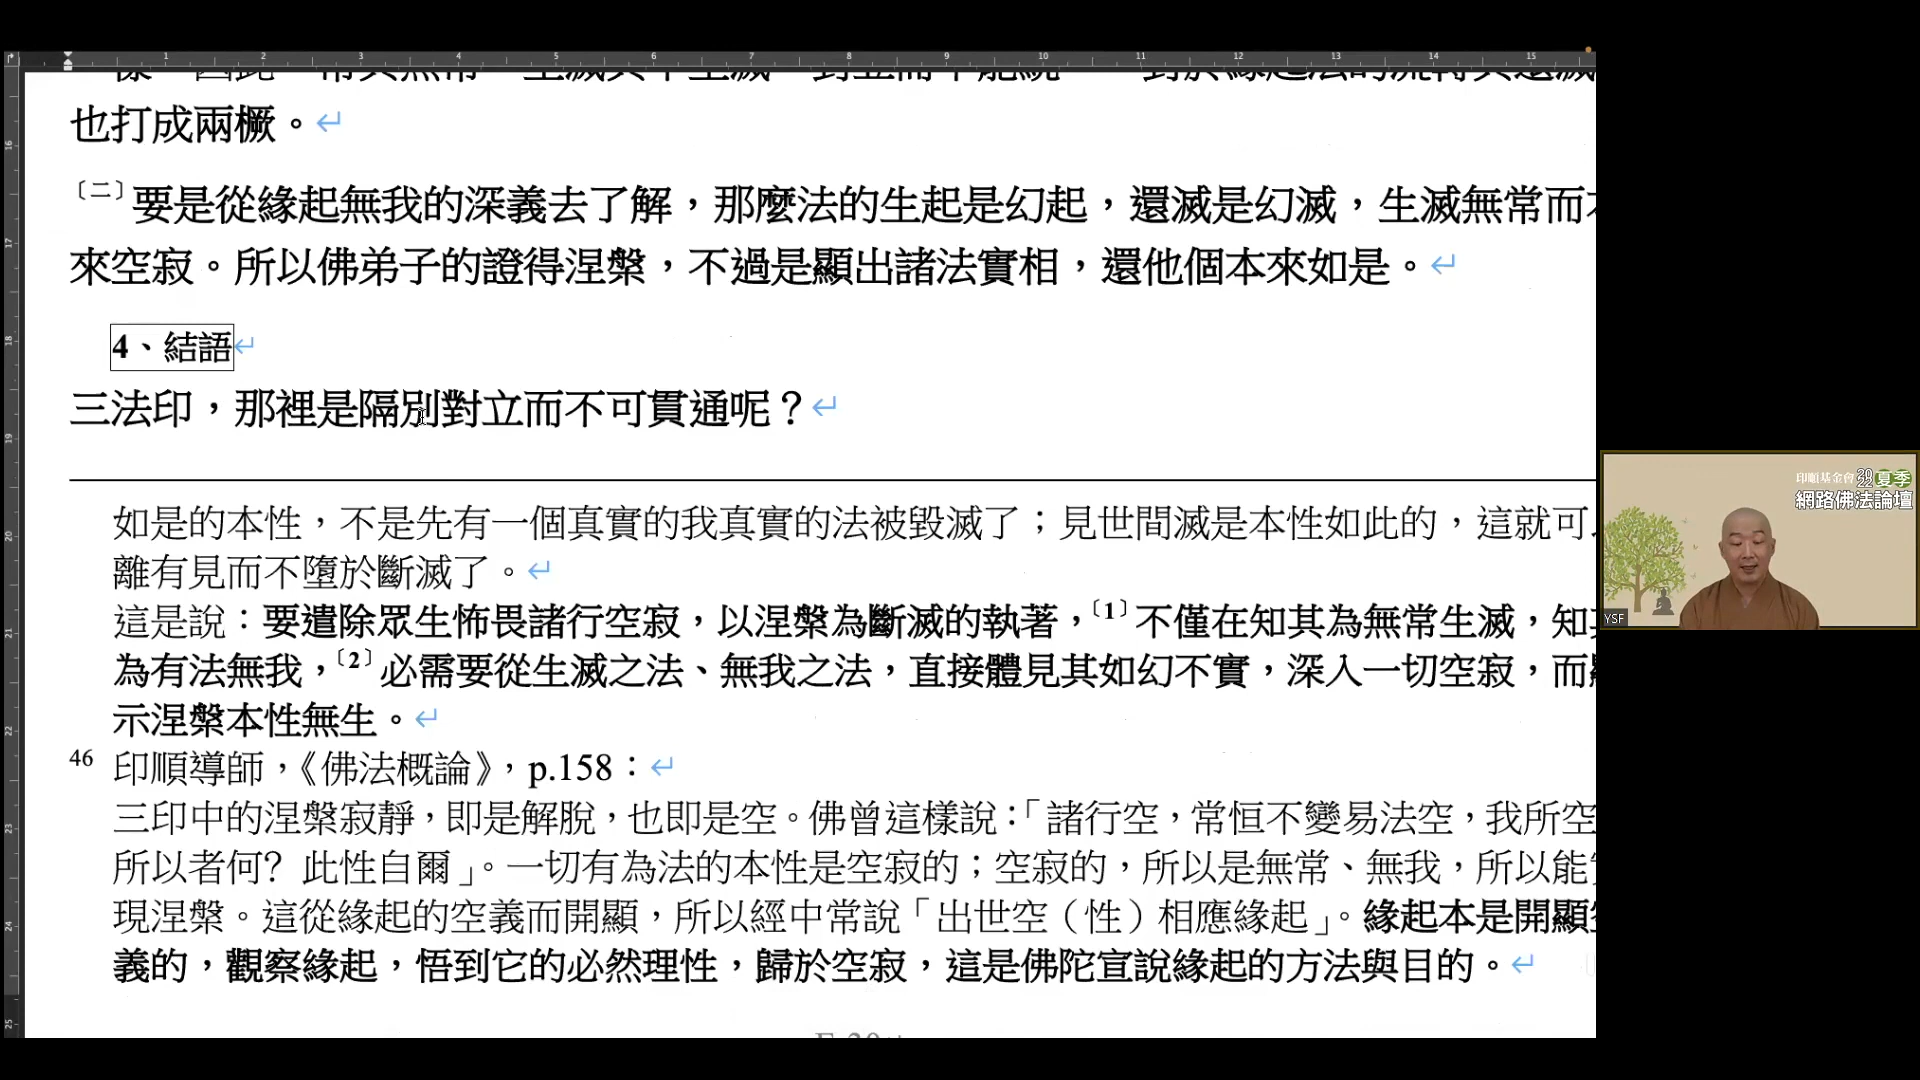 也打成兩橛。↵
〔二〕要是從緣起無我的深義去了解，那麼法的生起是幻起，還滅是幻滅，生滅無常而本
來空寂。所以佛弟子的證得涅槃，不過是顯出諸法實相，還他個本來如是。↵
4、結語↵
三法印，那裡是隔別對立而不可貫通呢？↵
如是的本性，不是先有一個真實的我真實的法被毀滅了；見世間滅是本性如此的，這就可以
離有見而不墮於斷滅了。↵
這是說：要遣除眾生怖畏諸行空寂，以涅槃為斷滅的執著，〔1〕不僅在知其為無常生滅，知其
為有法無我，〔2〕必需要從生滅之法、無我之法，直接體見其如幻不實，深入一切空寂，而顯
示涅槃本性無生。↵
46 印順導師，《佛法概論》，p.158：↵
三印中的涅槃寂靜，即是解脫，也即是空。佛曾這樣說：「諸行空，常恒不變易法空，我所空
所以者何？此性自爾」。一切有為法的本性是空寂的；空寂的，所以是無常、無我，所以能實
現涅槃。這從緣起的空義而開顯，所以經中常說「出世空（性）相應緣起」。緣起本是開顯空
義的，觀察緣起，悟到它的必然理性，歸於空寂，這是佛陀宣說緣起的方法與目的。↵
印順基金會 2022 夏季
網路佛法論壇
YSF